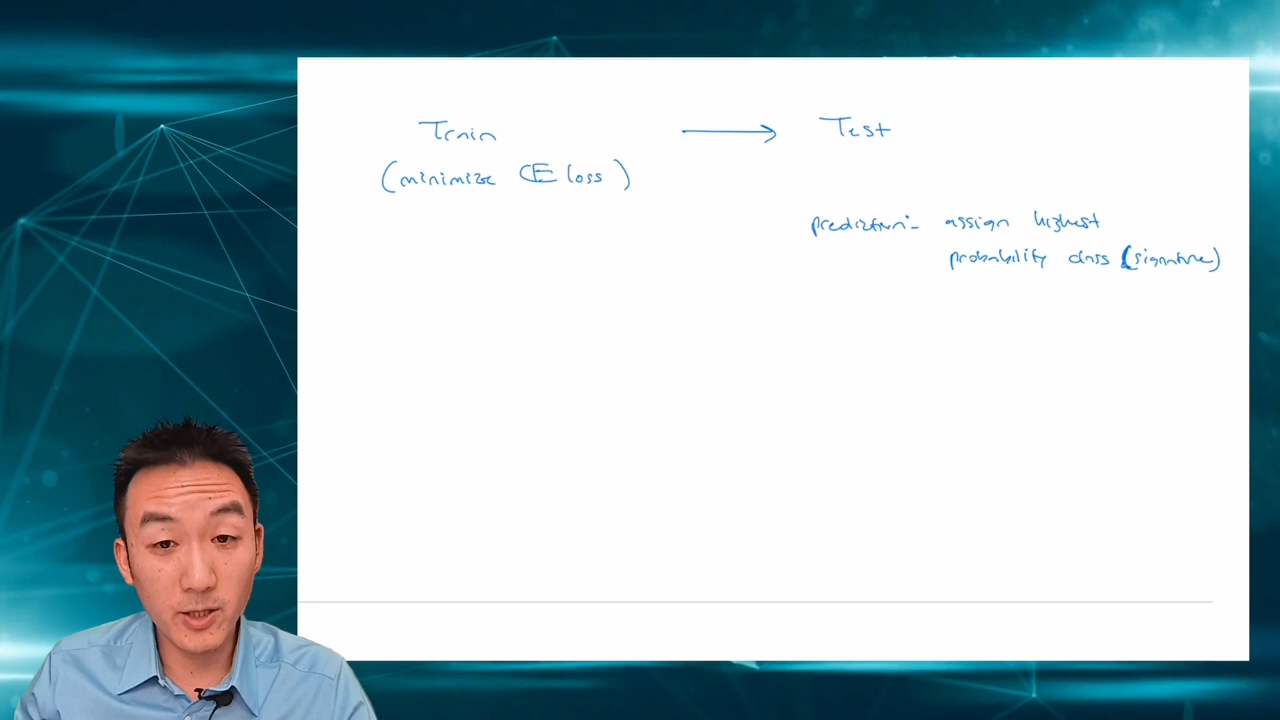 Train → Test
(minimize CE loss)
prediction:- assign highest
probability class (signature)